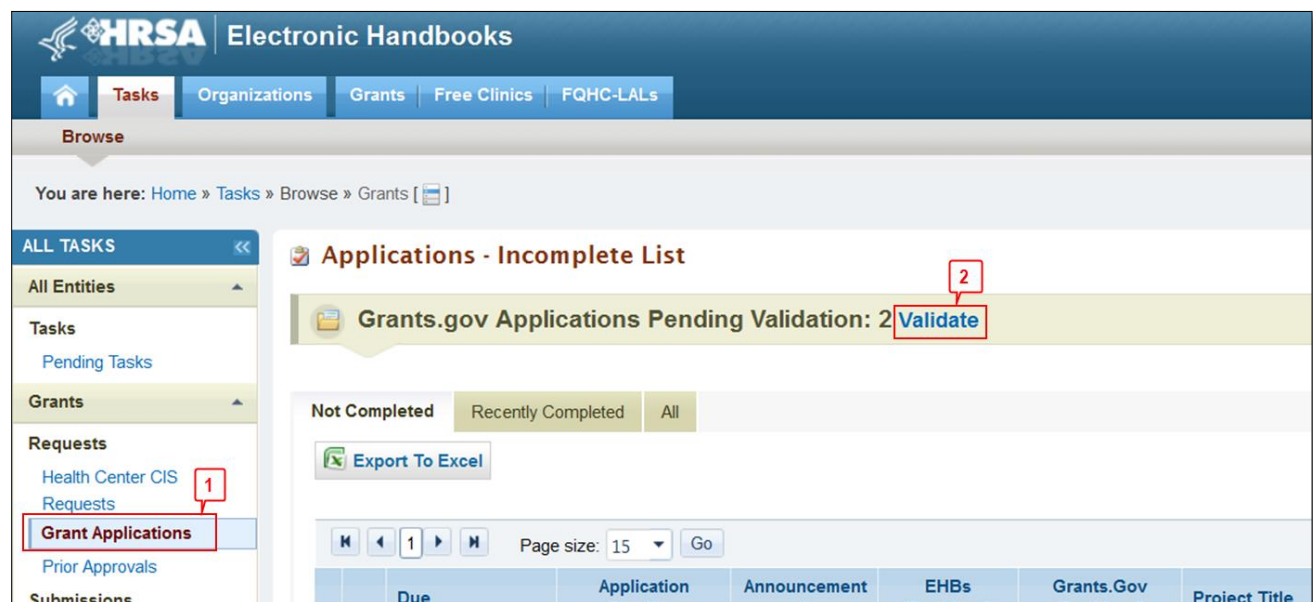 HRSA Electronic Handbooks
Tasks Organizations Grants Free Clinics FQHC-LALs
Browse
You are here: Home » Tasks » Browse » Grants [ ]
ALL TASKS
All Entities
Tasks
Pending Tasks
Grants
Requests
Health Center CIS
Requests
1
Grant Applications
Prior Approvals
Submissions
Applications - Incomplete List
2
Grants.gov Applications Pending Validation: 2 Validate
Not Completed Recently Completed All
Export To Excel
1 Page size: 15 Go
Due Application Announcement EHBs Grants.Gov Project Title